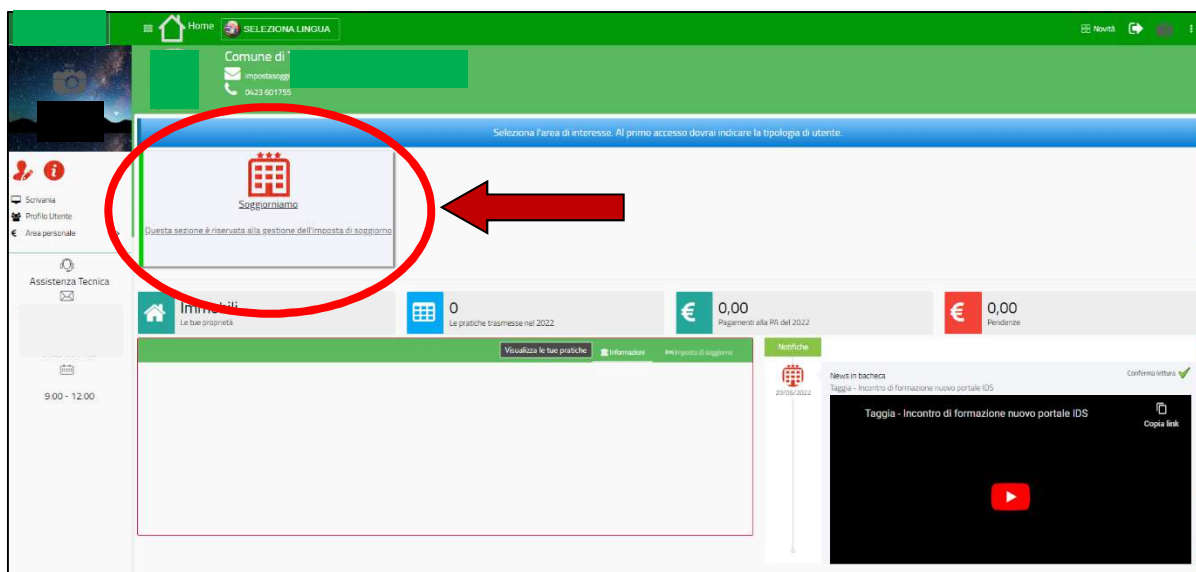 Home
SELEZIONA LINGUA
Novità
Comune di
impostasoggi
0423 601755
Seleziona l'area di interesse. Al primo accesso dovrai indicare la tipologia di utente.
Soggiorniamo
Questa sezione è riservata alla gestione dell'imposta di soggiorno
Scrivania
Profilo Utente
€ Area personale
Assistenza Tecnica
9:00 - 12:00
Immobili
Le tue proprietà
0
Le pratiche trasmesse nel 2022
€
0,00
Pagamenti alla PA del 2022
€
0,00
Pendenze
Visualizza le tue pratiche
Informazioni
Imposta di soggiorno
Notifiche
20/06/2022
News in bacheca
Conferma lettura
Taggia - Incontro di formazione nuovo portale IDS
Taggia - Incontro di formazione nuovo portale IDS
Copia link